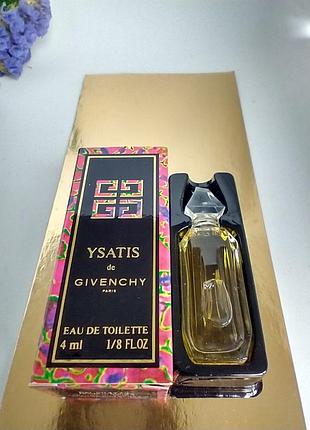 YSATIS
de
GIVENCHY
PARIS
EAU DE TOILETTE
4 ml 1/8 FL.OZ